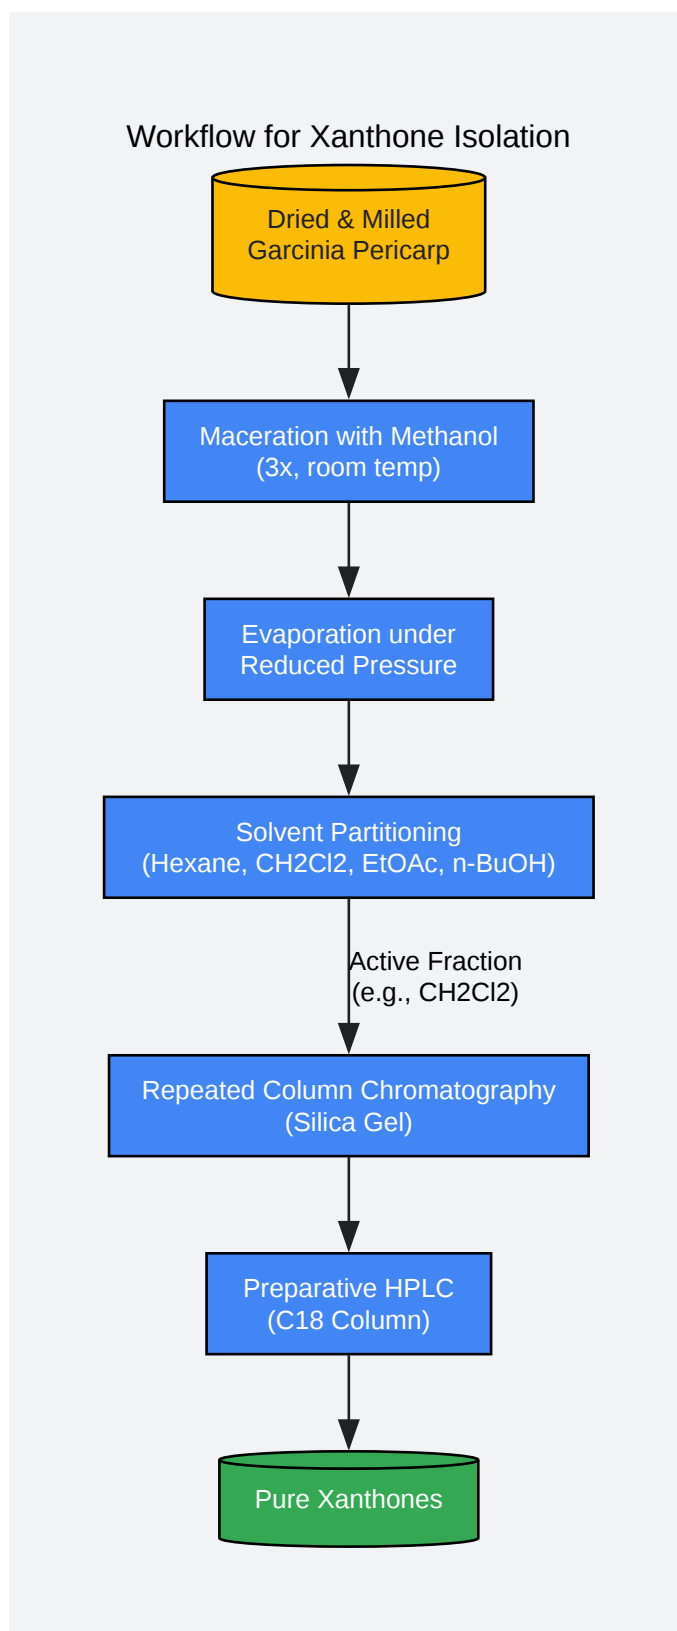 Workflow for Xanthone Isolation
Dried & Milled
Garcinia Pericarp
Maceration with Methanol
(3x, room temp)
Evaporation under
Reduced Pressure
Solvent Partitioning
(Hexane, CH2Cl2, EtOAc, n-BuOH)
Active Fraction
(e.g., CH2Cl2)
Repeated Column Chromatography
(Silica Gel)
Preparative HPLC
(C18 Column)
Pure Xanthones